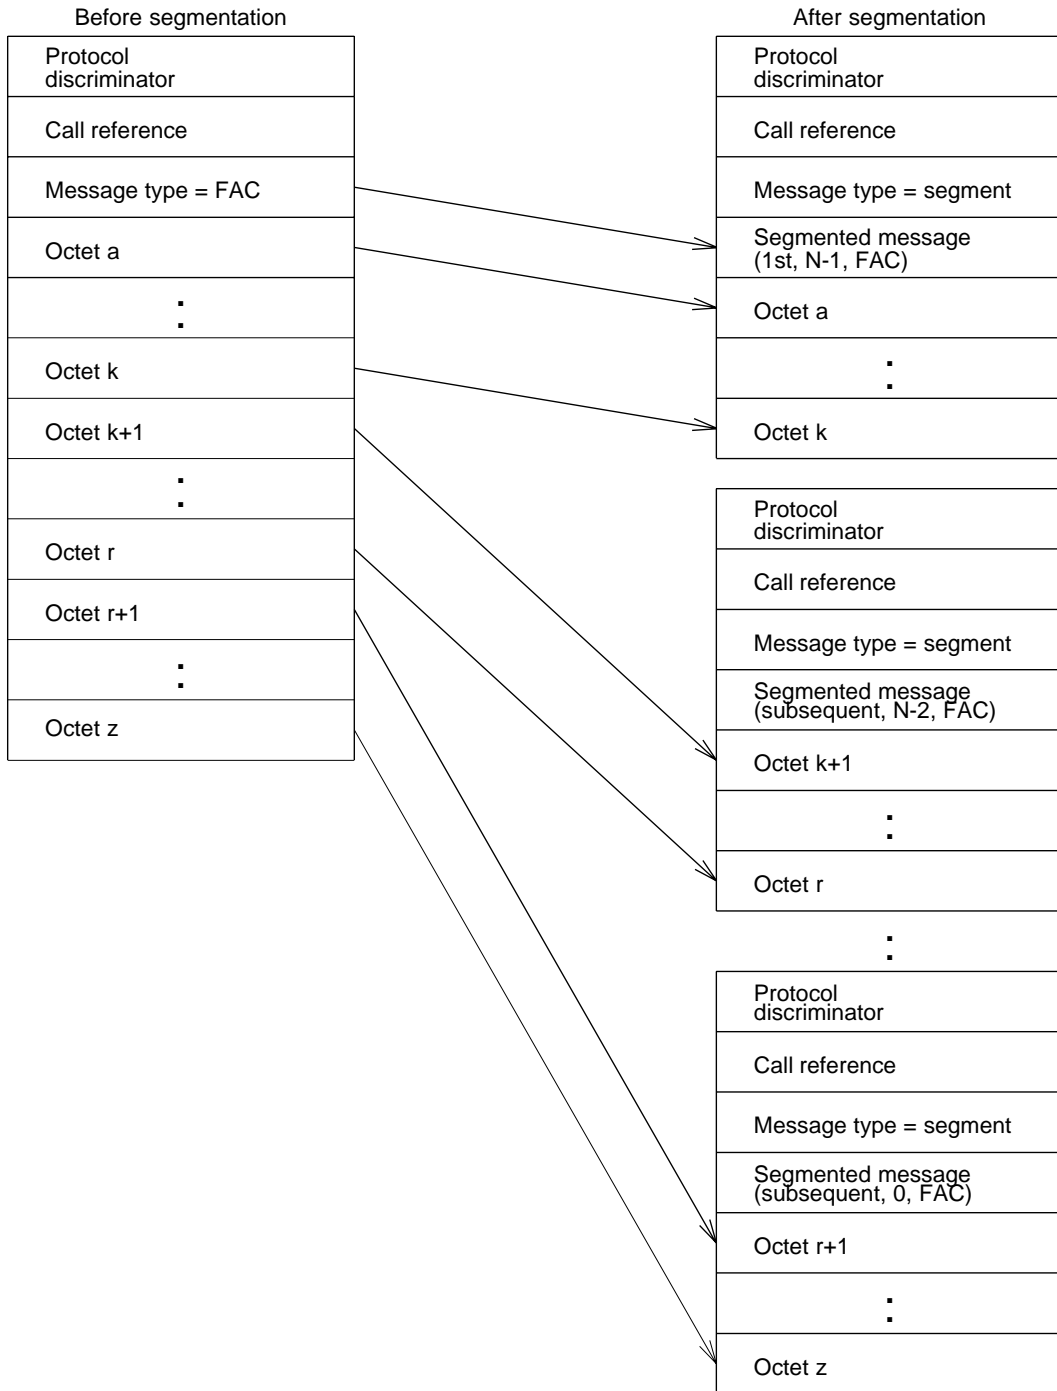 Before segmentation
Protocol
discriminator
Call reference
Message type = FAC
Octet a
:
Octet k
Octet k+1
:
Octet r
Octet r+1
:
Octet z
After segmentation
Protocol
discriminator
Call reference
Message type = segment
Segmented message
(1st, N-1, FAC)
Octet a
:
Octet k
Protocol
discriminator
Call reference
Message type = segment
Segmented message
(subsequent, N-2, FAC)
Octet k+1
:
Octet r
:
Protocol
discriminator
Call reference
Message type = segment
Segmented message
(subsequent, 0, FAC)
Octet r+1
:
Octet z